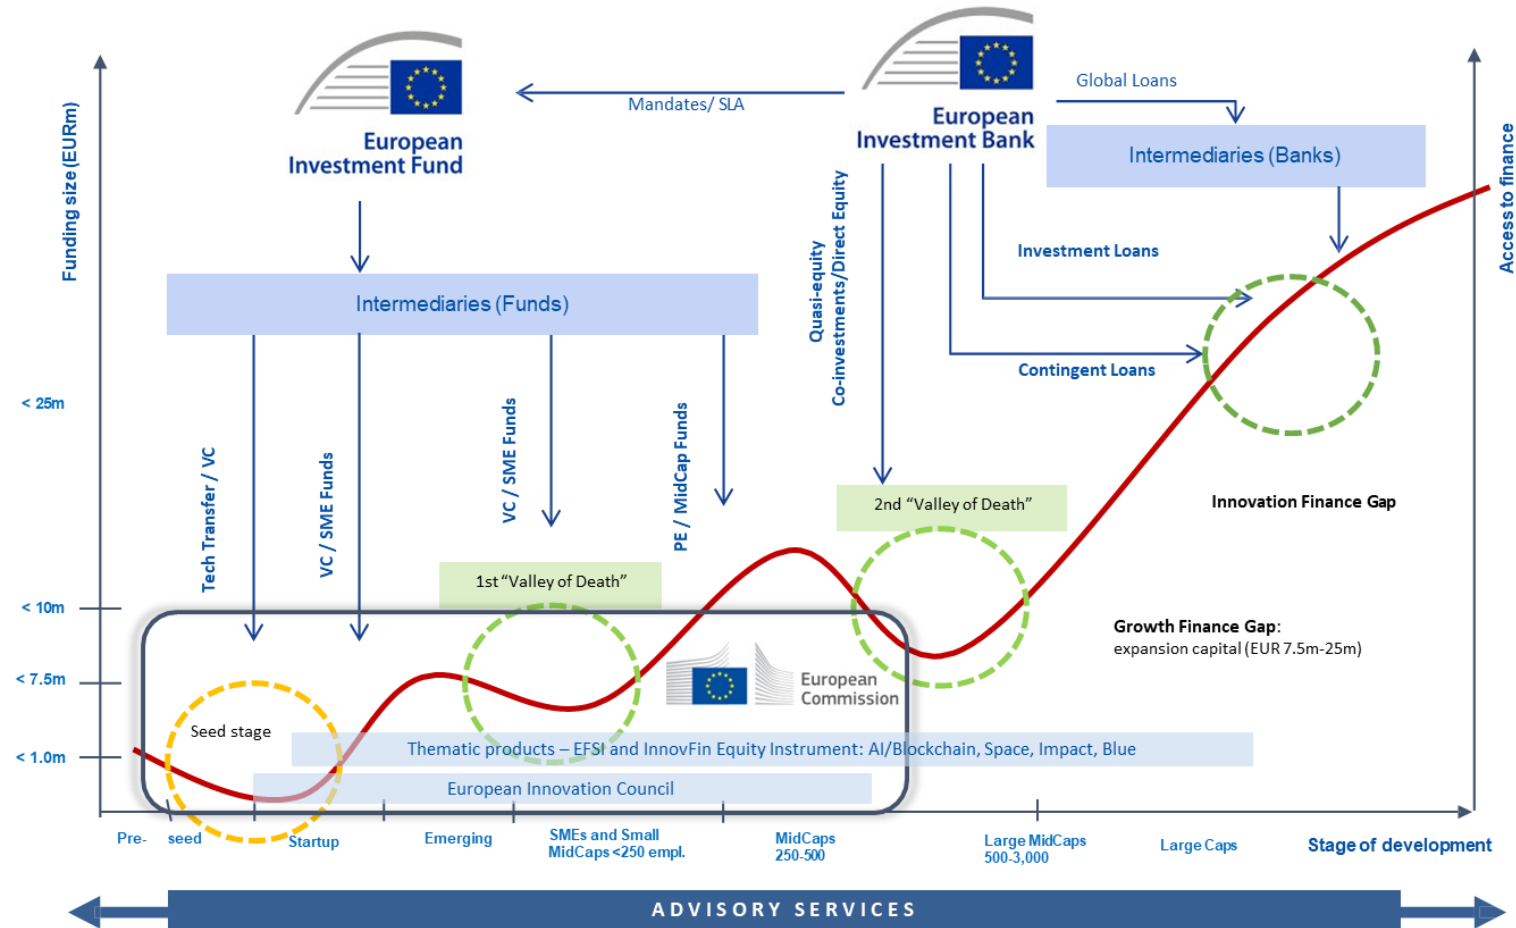 European
Investment Fund
European
Investment Bank
Mandates/ SLA
Global Loans
Intermediaries (Banks)
Funding size (EURm)
Access to finance
Intermediaries (Funds)
Quasi-equity
Co-investments/Direct Equity
Investment Loans
Contingent Loans
< 25m
< 10m
< 7.5m
< 1.0m
Tech Transfer / VC
VC / SME Funds
VC / SME Funds
PE / MidCap Funds
1st “Valley of Death”
2nd “Valley of Death”
Innovation Finance Gap
Growth Finance Gap:
expansion capital (EUR 7.5m-25m)
European
Commission
Seed stage
Thematic products – EFSI and InnovFin Equity Instrument: AI/Blockchain, Space, Impact, Blue
European Innovation Council
Pre- seed
Startup
Emerging
SMEs and Small
MidCaps <250 empl.
MidCaps
250-500
Large MidCaps
500-3,000
Large Caps
Stage of development
ADVISORY SERVICES